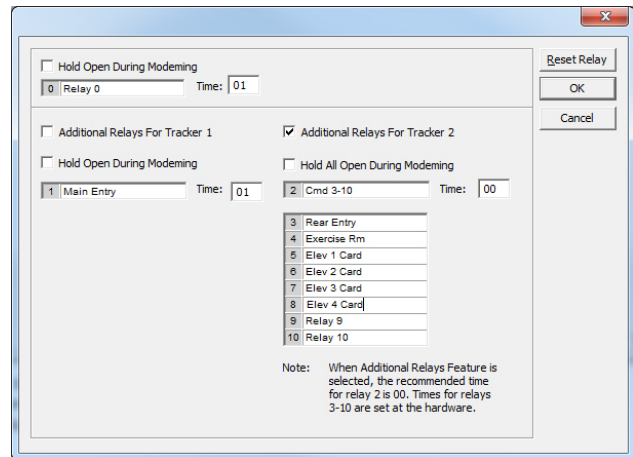 Hold Open During Modeming
0 Relay 0 Time: 01
Reset Relay
OK
Cancel
Additional Relays For Tracker 1
Hold Open During Modeming
1 Main Entry Time: 01
Additional Relays For Tracker 2
Hold All Open During Modeming
2 Cmd 3-10 Time: 00
3 Rear Entry
4 Exercise Rm
5 Elev 1 Card
6 Elev 2 Card
7 Elev 3 Card
8 Elev 4 Card
9 Relay 9
10 Relay 10
Note: When Additional Relays Feature is
selected, the recommended time
for relay 2 is 00. Times for relays
3-10 are set at the hardware.